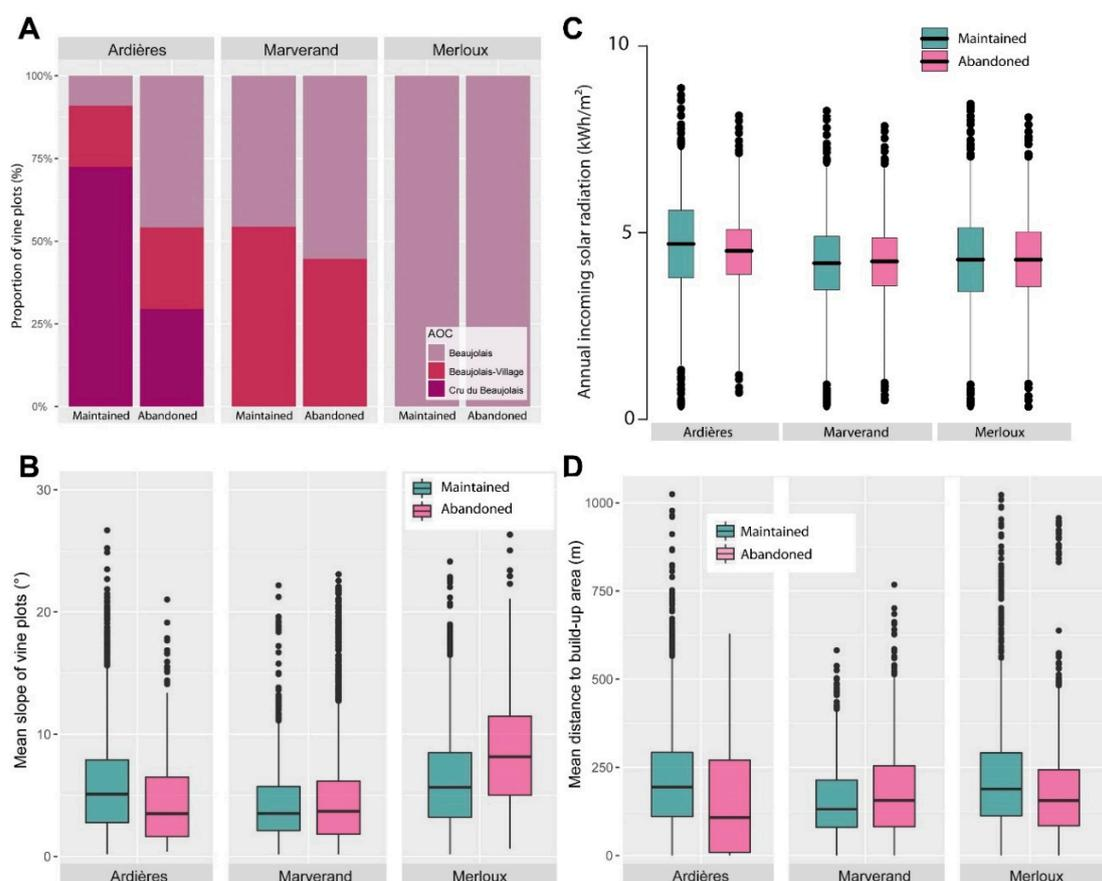 A
Ardières
Marverand
Merloux
Proportion of vine plots (%)
100%
75%
50%
25%
0%
AOC
Beaujolais
Beaujolais-Village
Cru du Beaujolais
Maintained Abandoned
Maintained Abandoned
Maintained Abandoned
C
Maintained
Abandoned
Annual incoming solar radiation (kWh/m²)
10
5
0
Ardières
Marverand
Merloux
B
Maintained
Abandoned
Mean slope of vine plots (°)
30
20
10
0
Ardières
Marverand
Merloux
D
Maintained
Abandoned
Mean distance to build-up area (m)
1000
750
500
250
0
Ardières
Marverand
Merloux